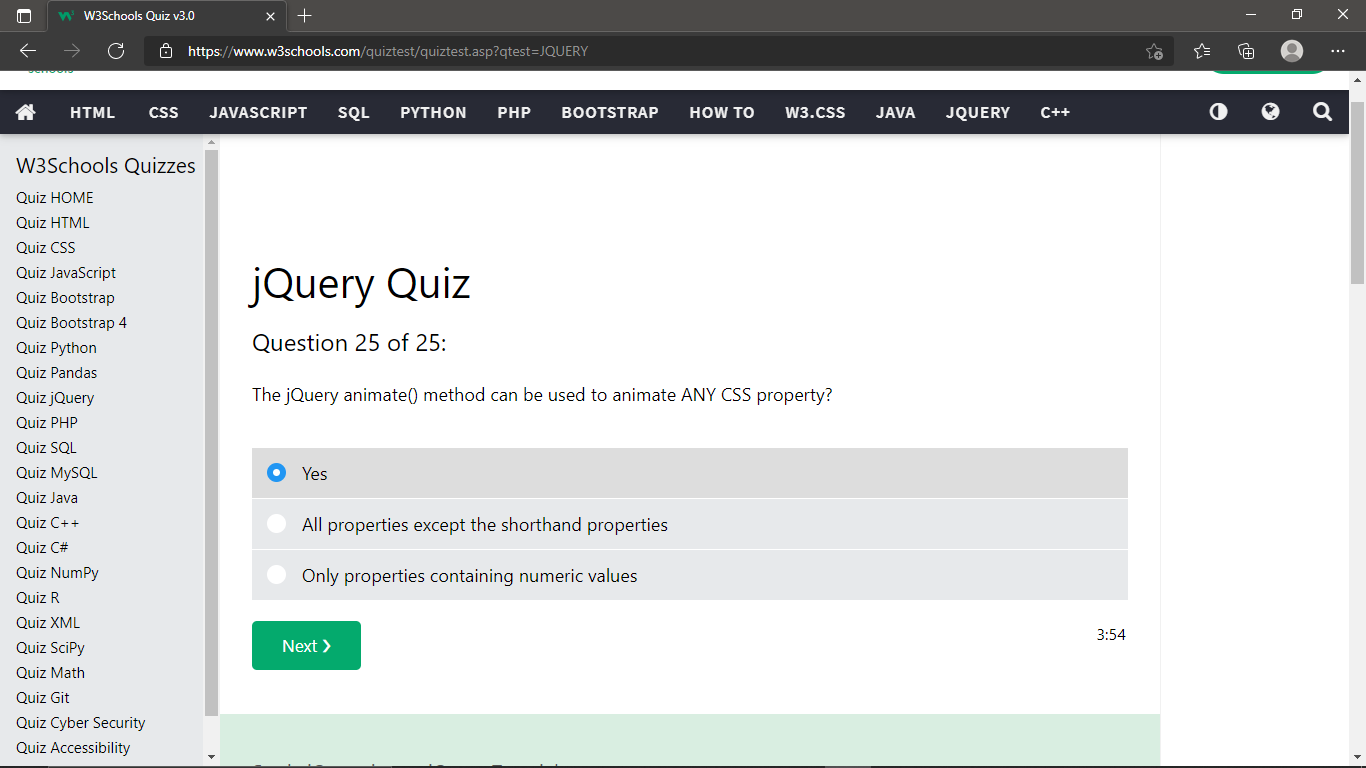 W3Schools Quiz v3.0
https://www.w3schools.com/quiztest/quiztest.asp?qtest=JQUERY
schools
HTML CSS JAVASCRIPT SQL PYTHON PHP BOOTSTRAP HOW TO W3.CSS JAVA JQUERY C++
W3Schools Quizzes
Quiz HOME
Quiz HTML
Quiz CSS
Quiz JavaScript
Quiz Bootstrap
Quiz Bootstrap 4
Quiz Python
Quiz Pandas
Quiz jQuery
Quiz PHP
Quiz SQL
Quiz MySQL
Quiz Java
Quiz C++
Quiz C#
Quiz NumPy
Quiz R
Quiz XML
Quiz SciPy
Quiz Math
Quiz Git
Quiz Cyber Security
Quiz Accessibility
jQuery Quiz
Question 25 of 25:
The jQuery animate() method can be used to animate ANY CSS property?
Yes
All properties except the shorthand properties
Only properties containing numeric values
Next ❯
3:54